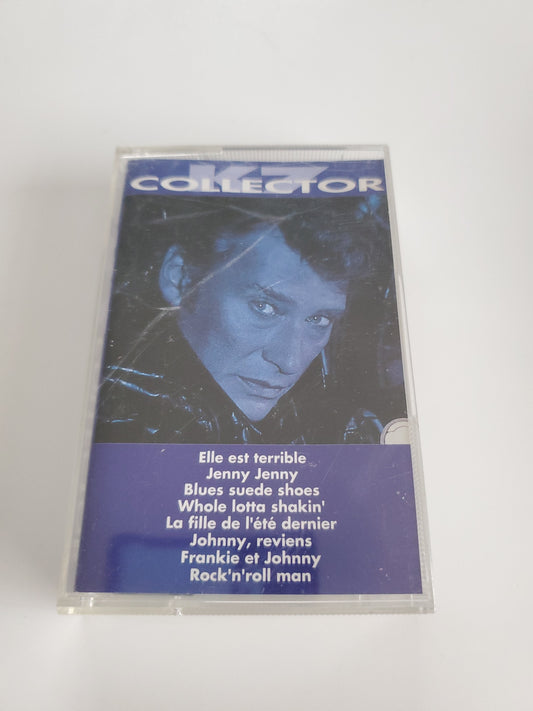 K7
COLLECTOR
Elle est terrible
Jenny Jenny
Blues suede shoes
Whole lotta shakin'
La fille de l'été dernier
Johnny, reviens
Frankie et Johnny
Rock'n'roll man